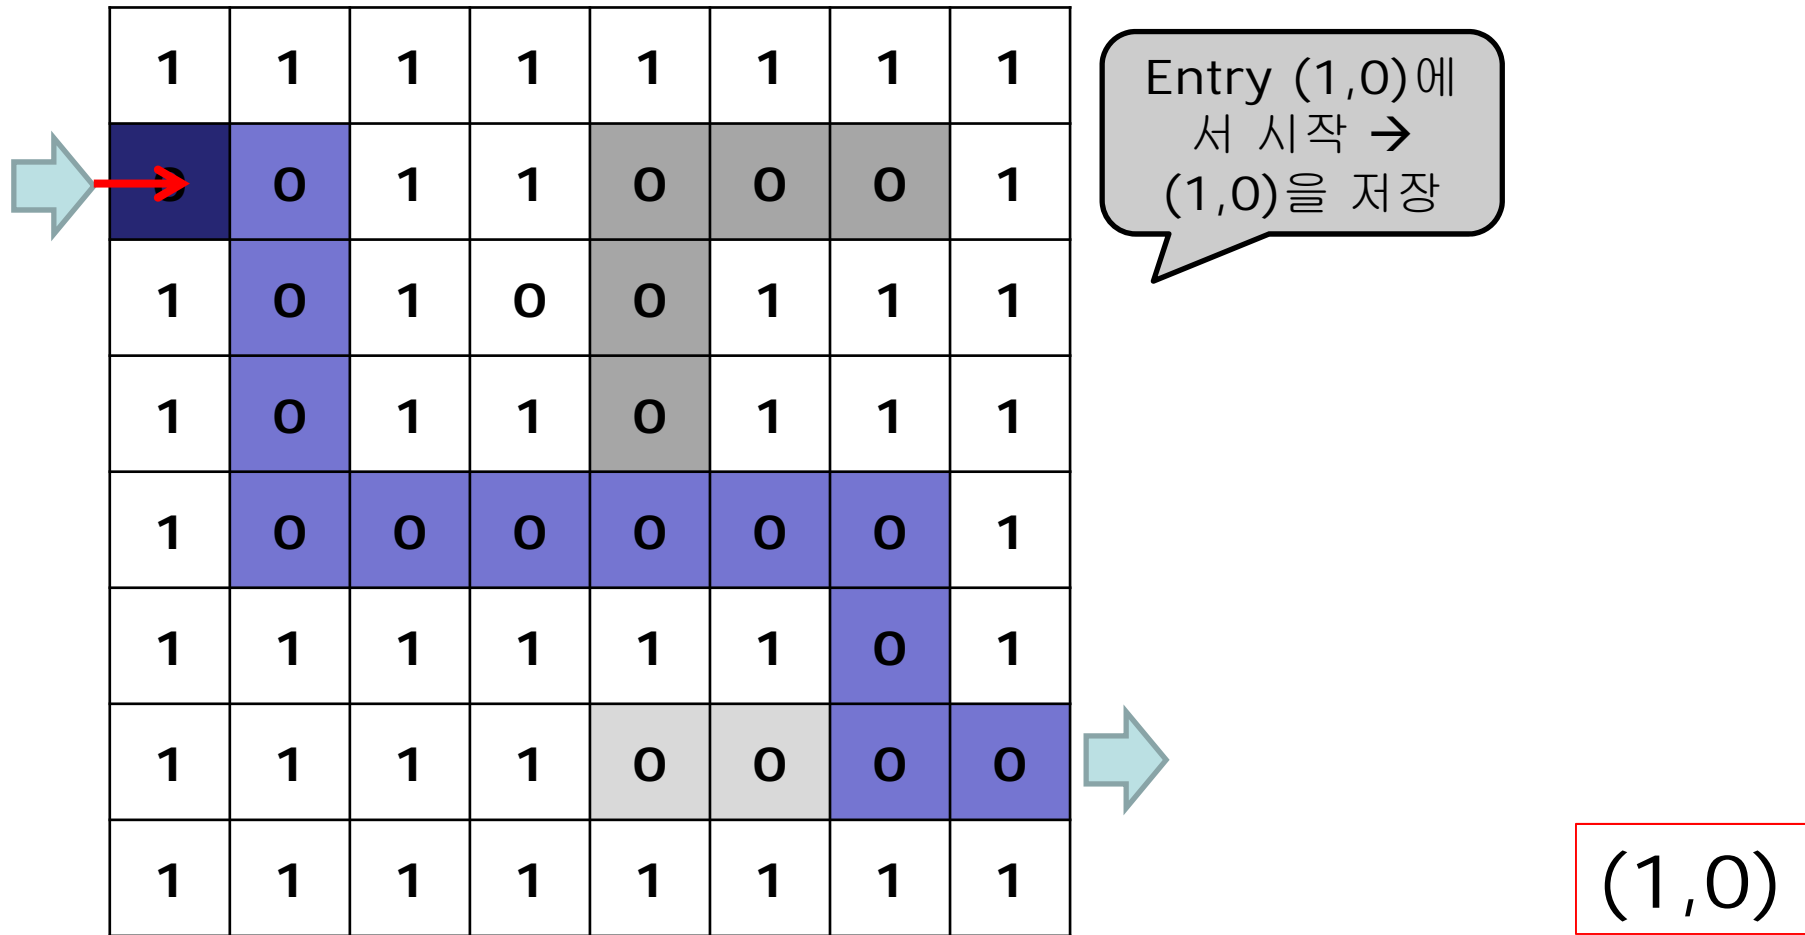 1 1 1 1 1 1 1 1
0 0 1 1 0 0 0 1
1 0 1 0 0 1 1 1
1 0 1 1 0 1 1 1
1 0 0 0 0 0 0 1
1 1 1 1 1 1 0 1
1 1 1 1 0 0 0 0
1 1 1 1 1 1 1 1
Entry (1,0)에
서 시작 →
(1,0)을 저장
(1,0)